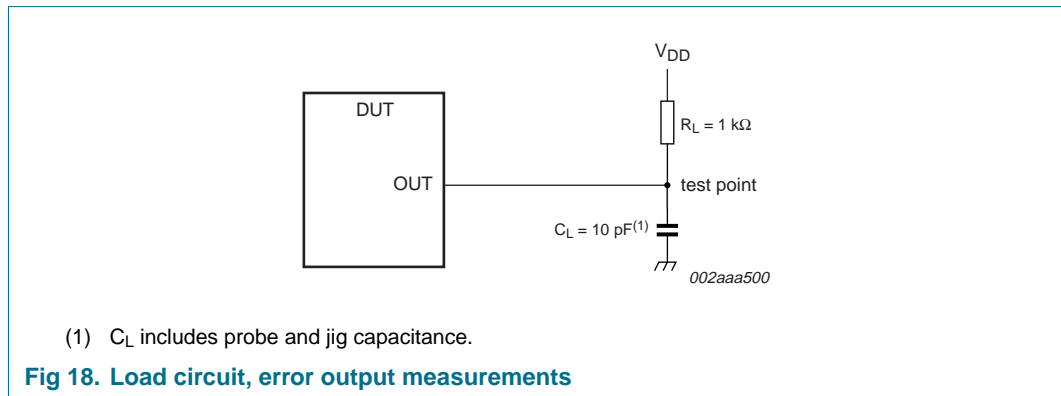 VDD
DUT
RL = 1 kΩ
OUT
test point
CL = 10 pF(1)
002aaa500
(1) CL includes probe and jig capacitance.
Fig 18. Load circuit, error output measurements